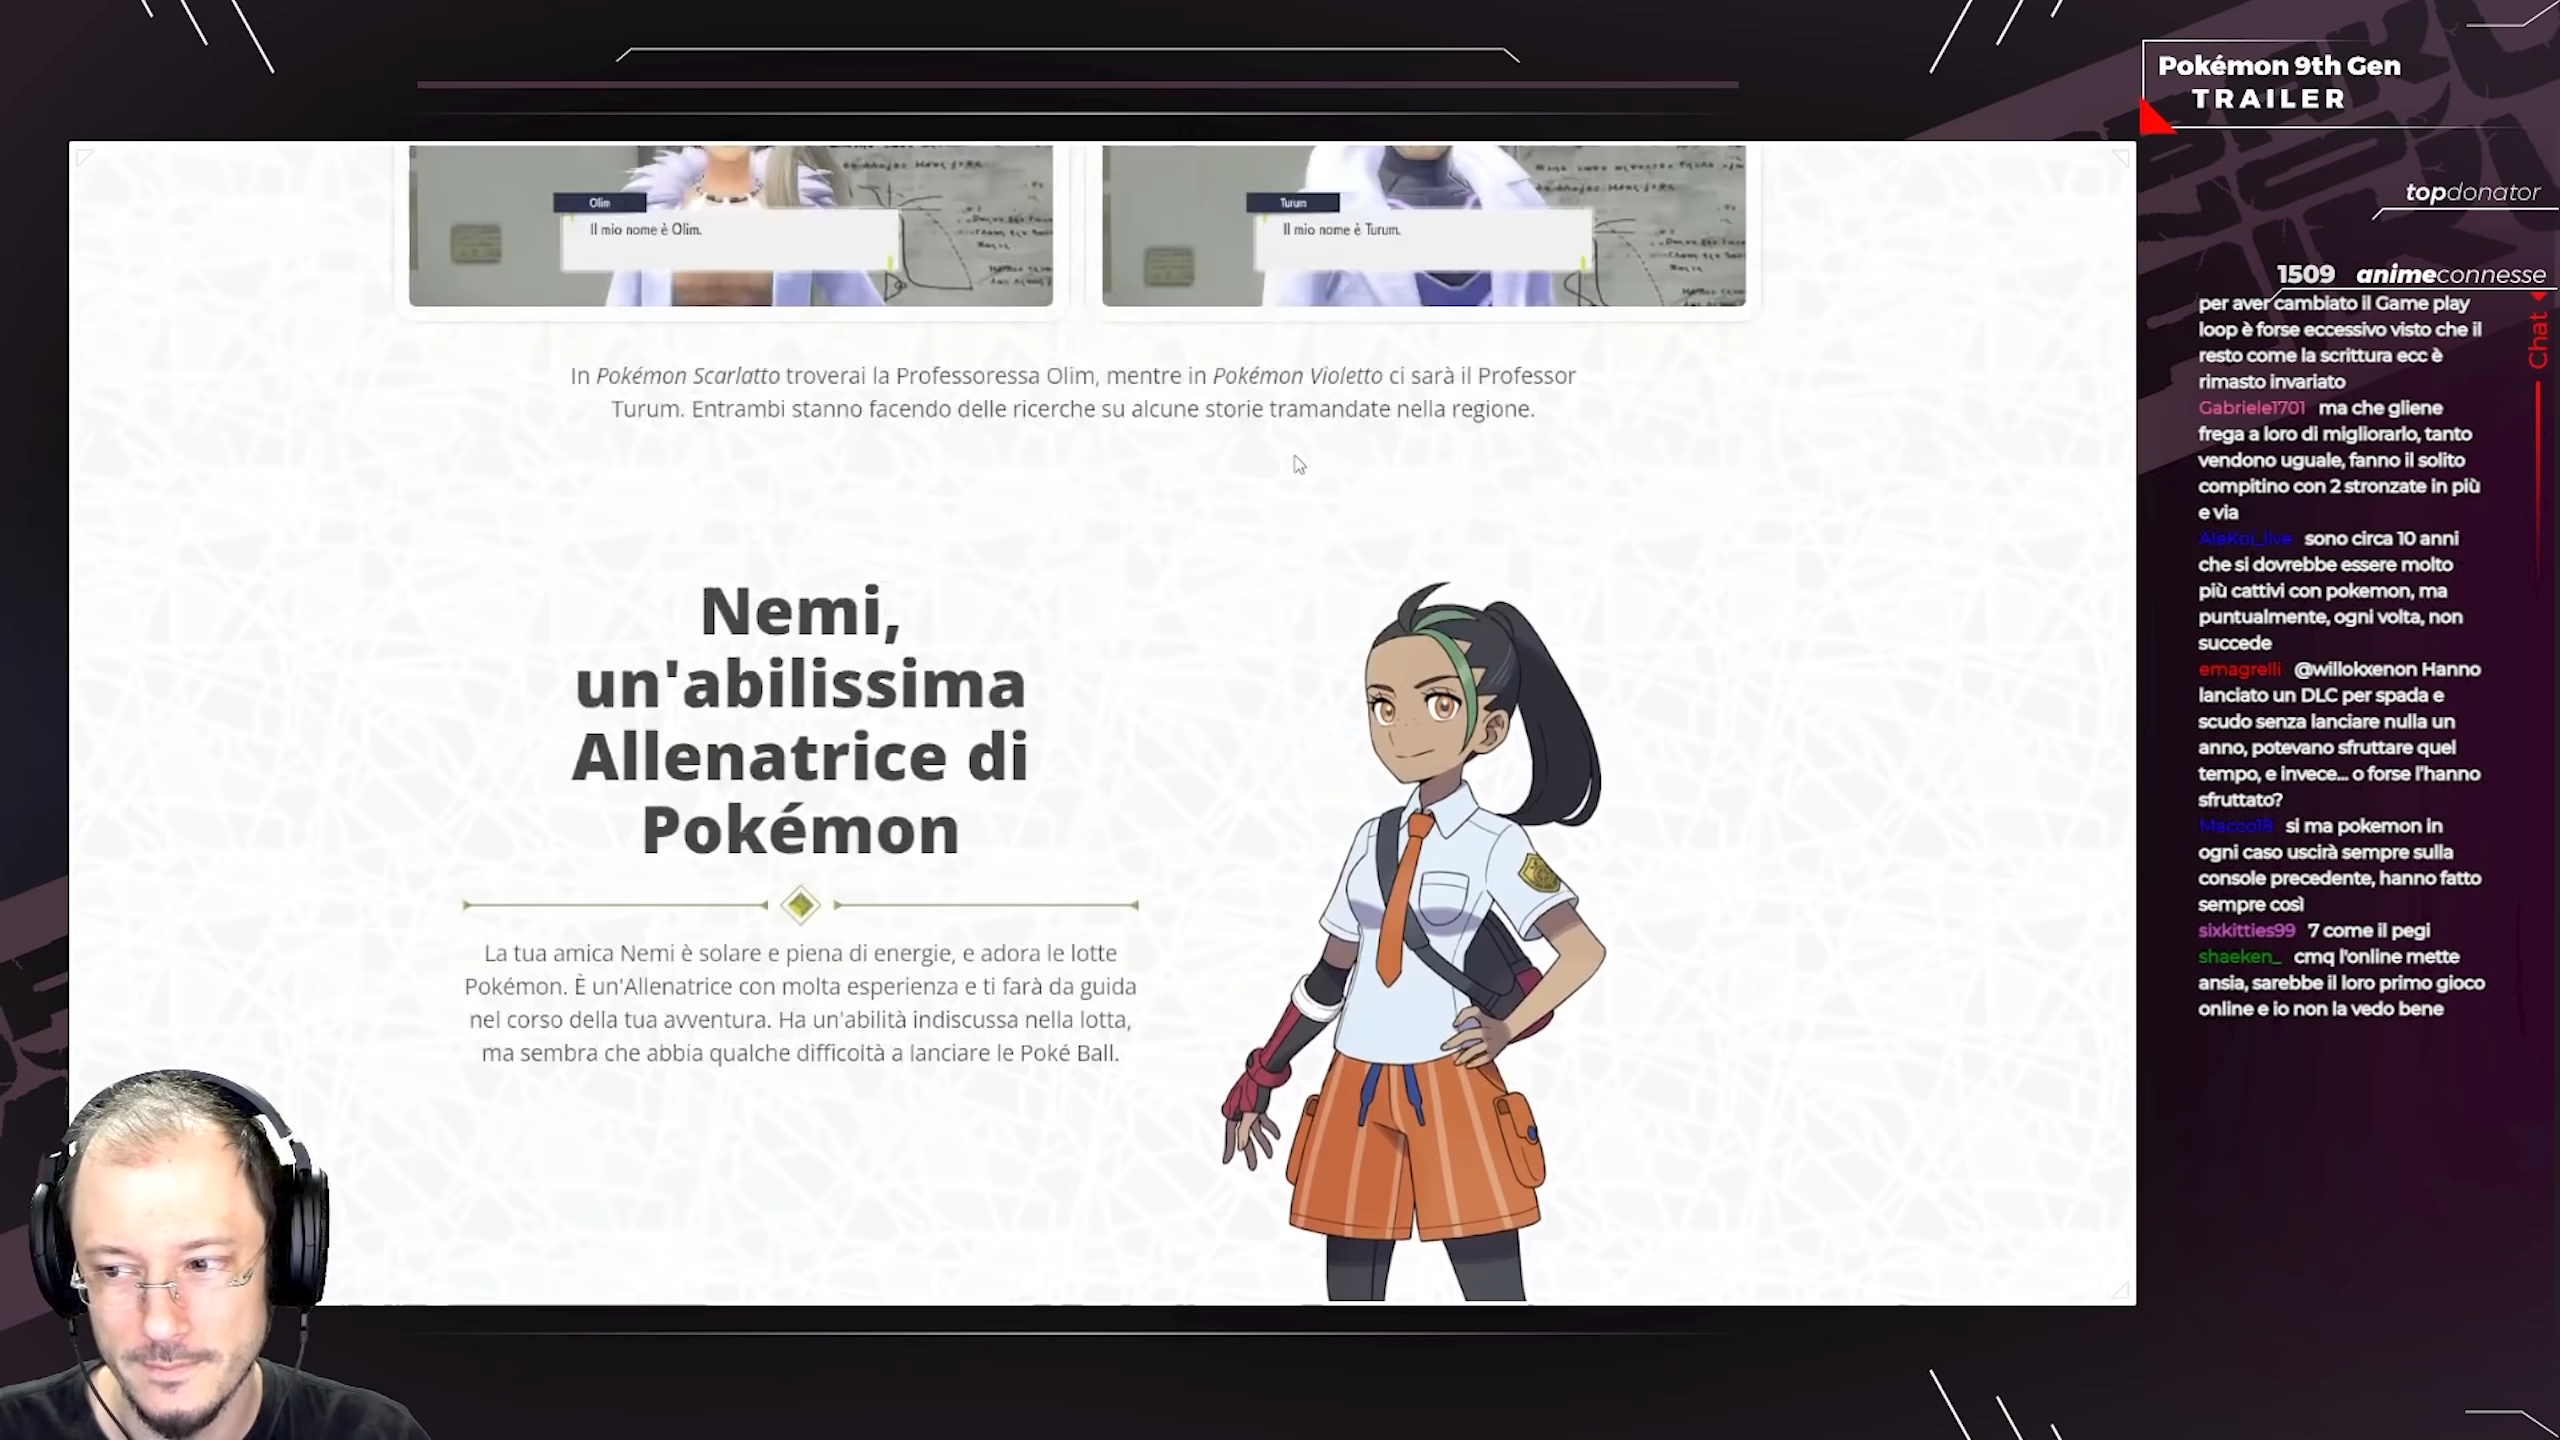 Pokémon 9th Gen
TRAILER
topdonator
1509 animeconnesse
Chat
Olim
Il mio nome è Olim.
Turum
Il mio nome è Turum.
In Pokémon Scarlatto troverai la Professoressa Olim, mentre in Pokémon Violetto ci sarà il Professor
Turum. Entrambi stanno facendo delle ricerche su alcune storie tramandate nella regione.
Nemi,
un'abilissima
Allenatrice di
Pokémon
La tua amica Nemi è solare e piena di energie, e adora le lotte
Pokémon. È un'Allenatrice con molta esperienza e ti farà da guida
nel corso della tua avventura. Ha un'abilità indiscussa nella lotta,
ma sembra che abbia qualche difficoltà a lanciare le Poké Ball.
per aver cambiato il Game play
loop è forse eccessivo visto che il
resto come la scrittura ecc è
rimasto invariato
Gabriele1701 ma che gliene
frega a loro di migliorarlo, tanto
vendono uguale, fanno il solito
compitino con 2 stronzate in più
e via
AleKoi_live sono circa 10 anni
che si dovrebbe essere molto
più cattivi con pokemon, ma
puntualmente, ogni volta, non
succede
emagrelli @willokxenon Hanno
lanciato un DLC per spada e
scudo senza lanciare nulla un
anno, potevano sfruttare quel
tempo, e invece... o forse l'hanno
sfruttato?
si ma pokemon in
ogni caso uscirà sempre sulla
console precedente, hanno fatto
sempre così
sixkitties99 7 come il pegi
shaeken_ cmq l'online mette
ansia, sarebbe il loro primo gioco
online e io non la vedo bene